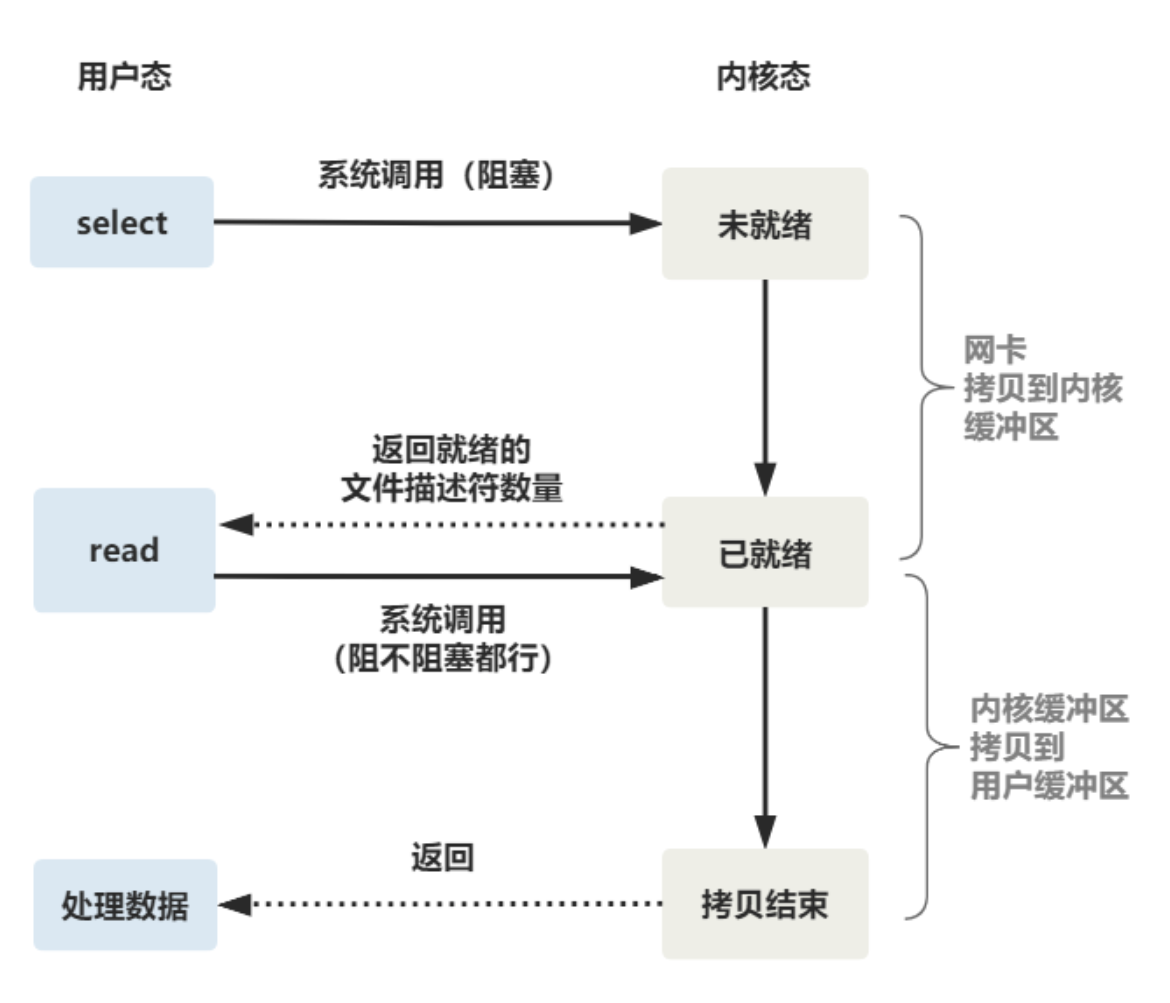 用户态
内核态
系统调用（阻塞）
select
未就绪
网卡
拷贝到内核
缓冲区
返回就绪的
文件描述符数量
read
已就绪
系统调用
（阻不阻塞都行）
内核缓冲区
拷贝到
用户缓冲区
返回
处理数据
拷贝结束